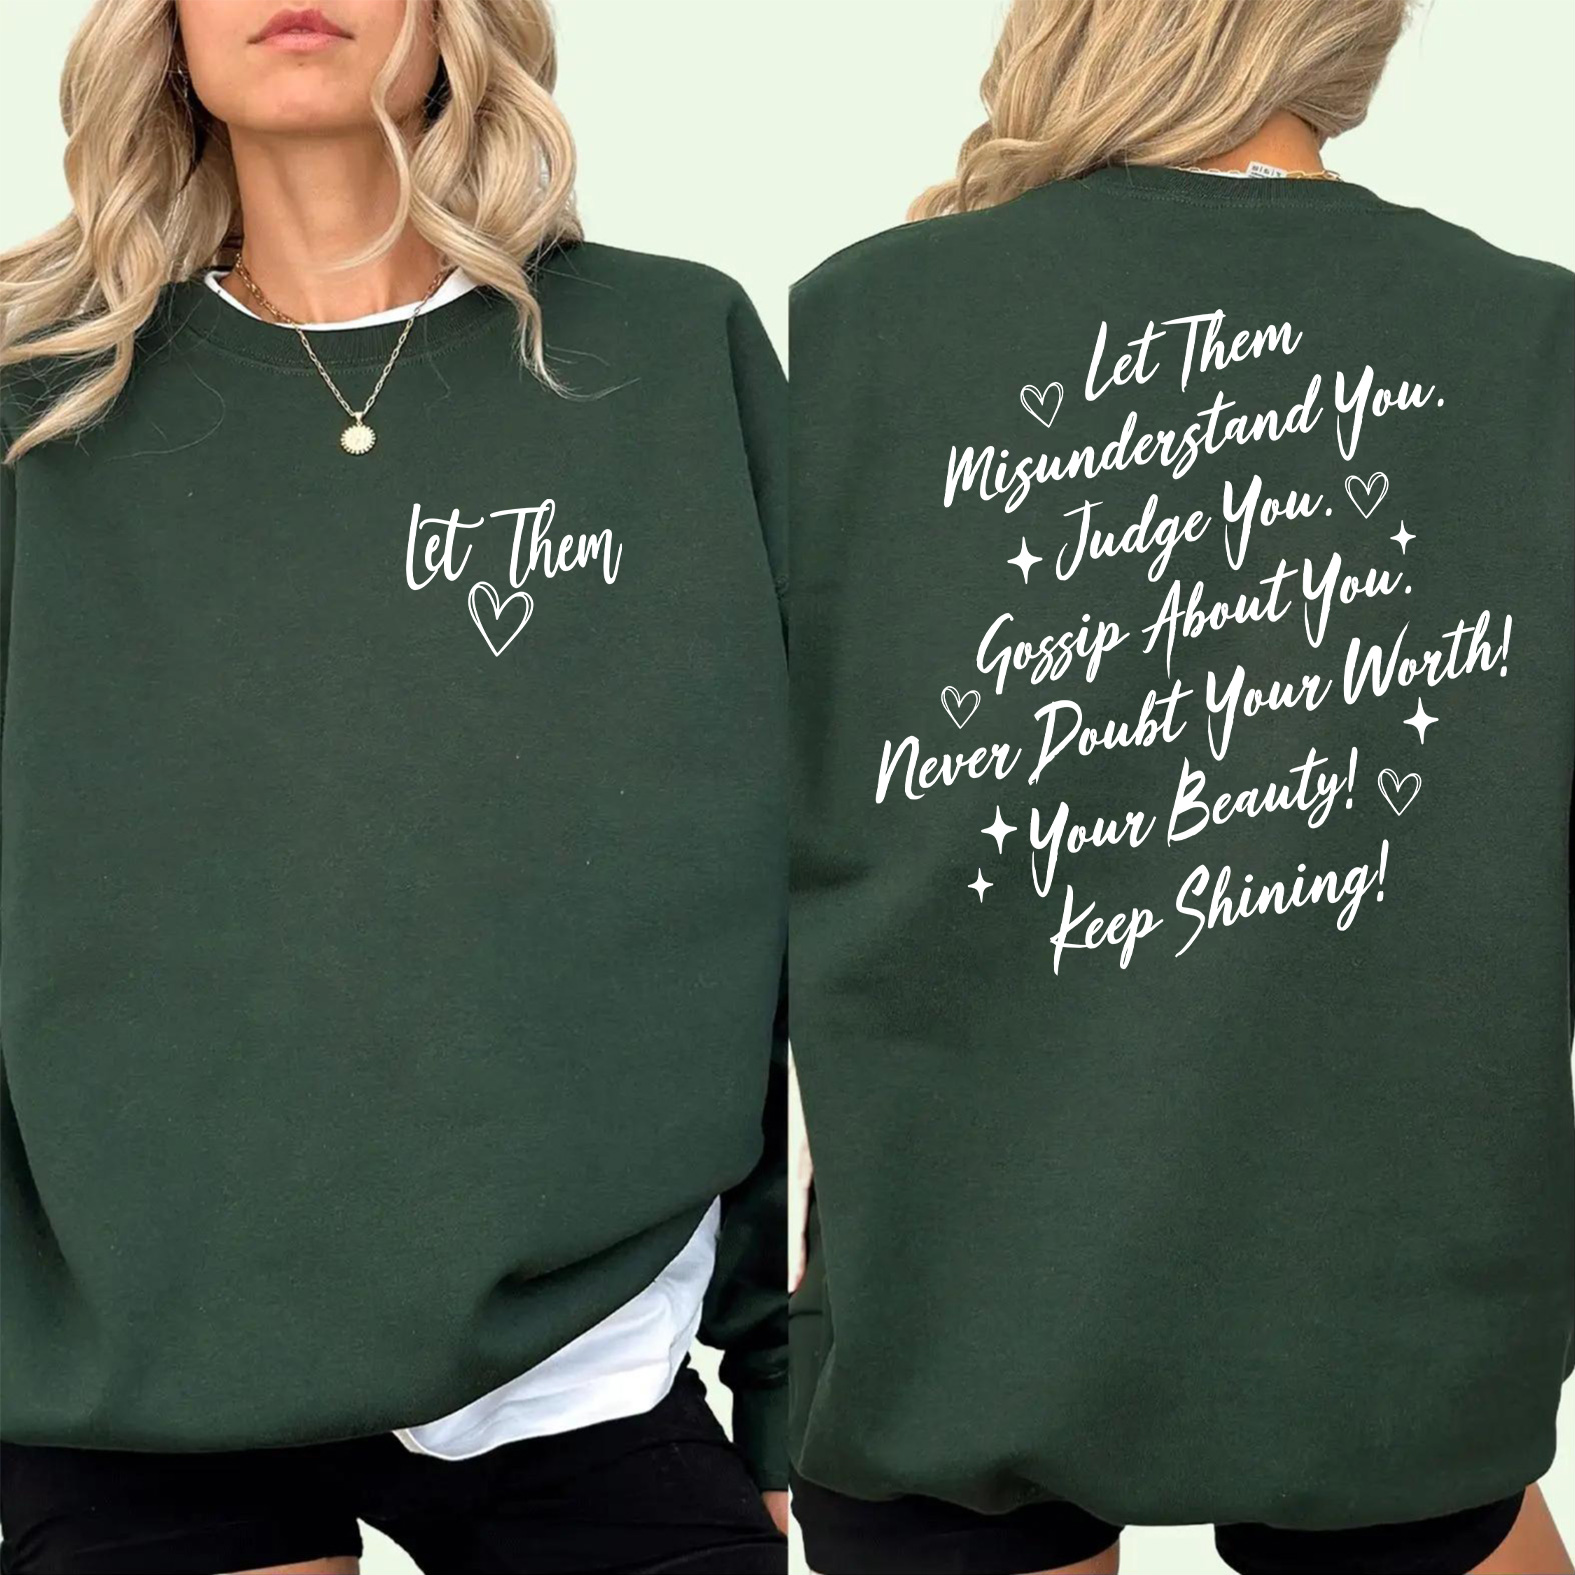 Let Them
Let Them
Misunderstand You.
Judge You.
Gossip About You.
Never Doubt Your Worth!
Your Beauty!
Keep Shining!